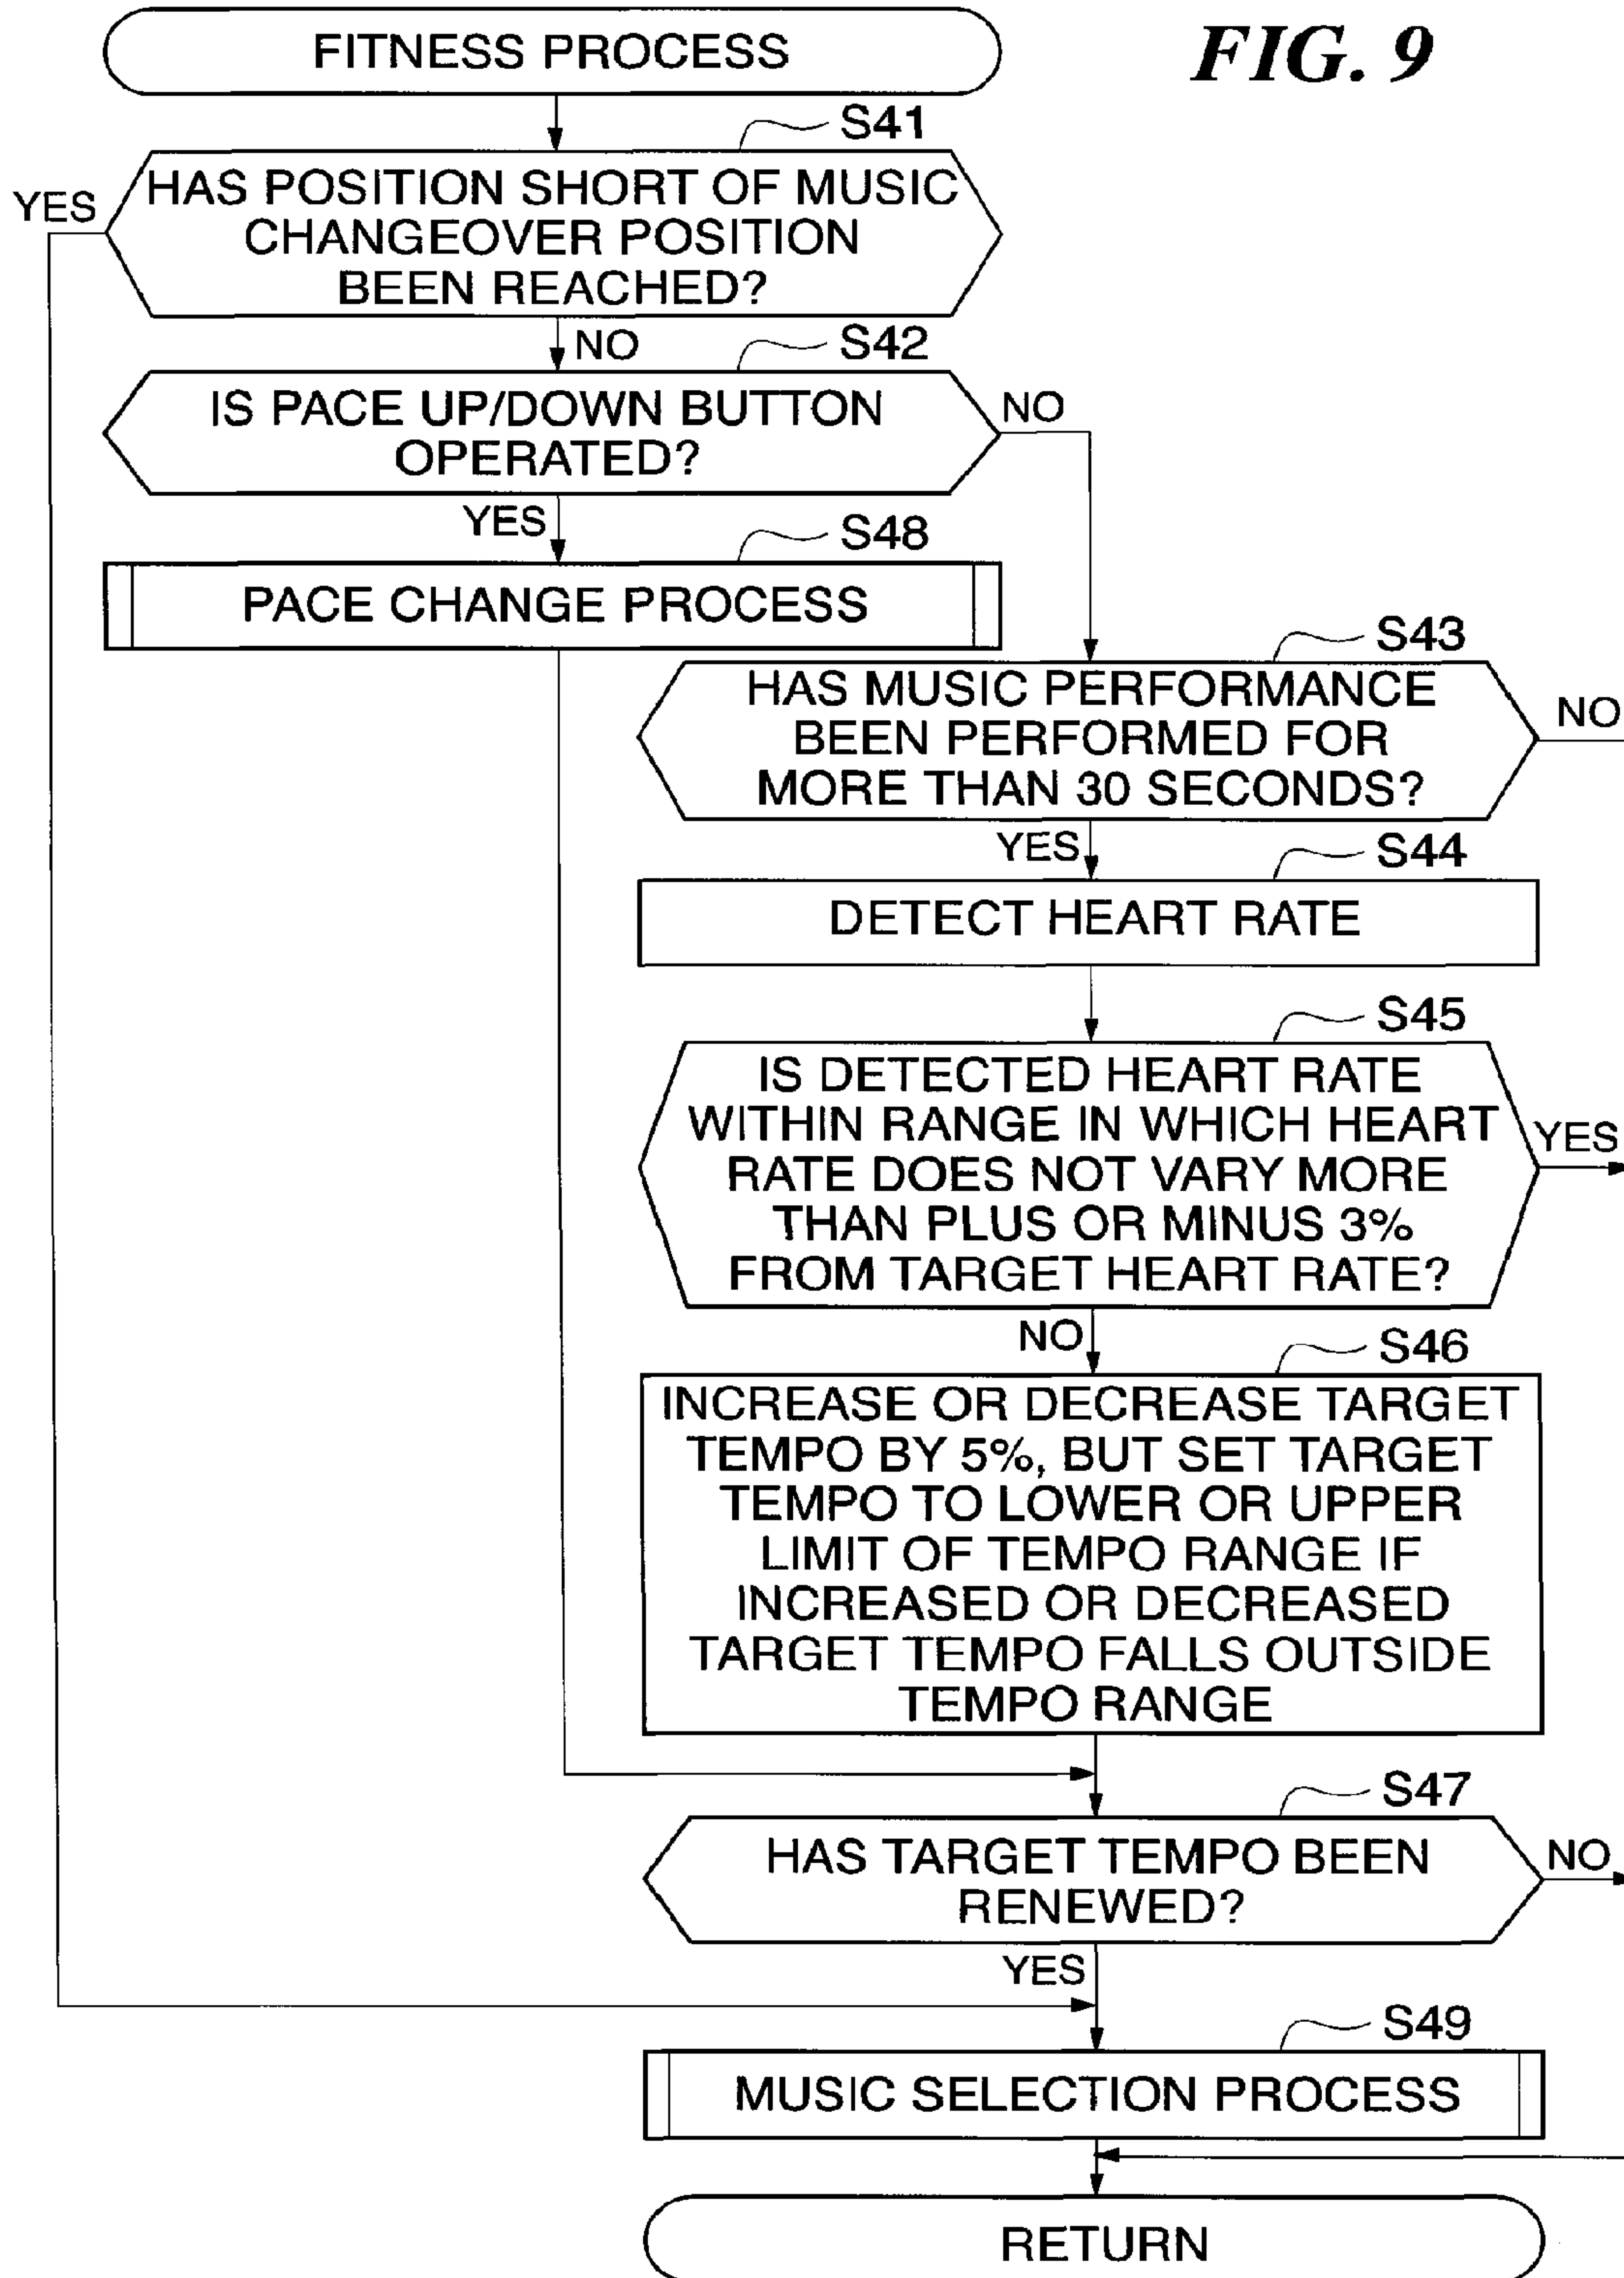 FITNESS PROCESS
FIG. 9
S41
YES
HAS POSITION SHORT OF MUSIC
CHANGEOVER POSITION
BEEN REACHED?
NO
S42
IS PACE UP/DOWN BUTTON
OPERATED?
NO
YES
S48
PACE CHANGE PROCESS
S43
HAS MUSIC PERFORMANCE
BEEN PERFORMED FOR
MORE THAN 30 SECONDS?
NO
YES
S44
DETECT HEART RATE
S45
IS DETECTED HEART RATE
WITHIN RANGE IN WHICH HEART
RATE DOES NOT VARY MORE
THAN PLUS OR MINUS 3%
FROM TARGET HEART RATE?
YES
NO
S46
INCREASE OR DECREASE TARGET
TEMPO BY 5%, BUT SET TARGET
TEMPO TO LOWER OR UPPER
LIMIT OF TEMPO RANGE IF
INCREASED OR DECREASED
TARGET TEMPO FALLS OUTSIDE
TEMPO RANGE
S47
HAS TARGET TEMPO BEEN
RENEWED?
NO
YES
S49
MUSIC SELECTION PROCESS
RETURN